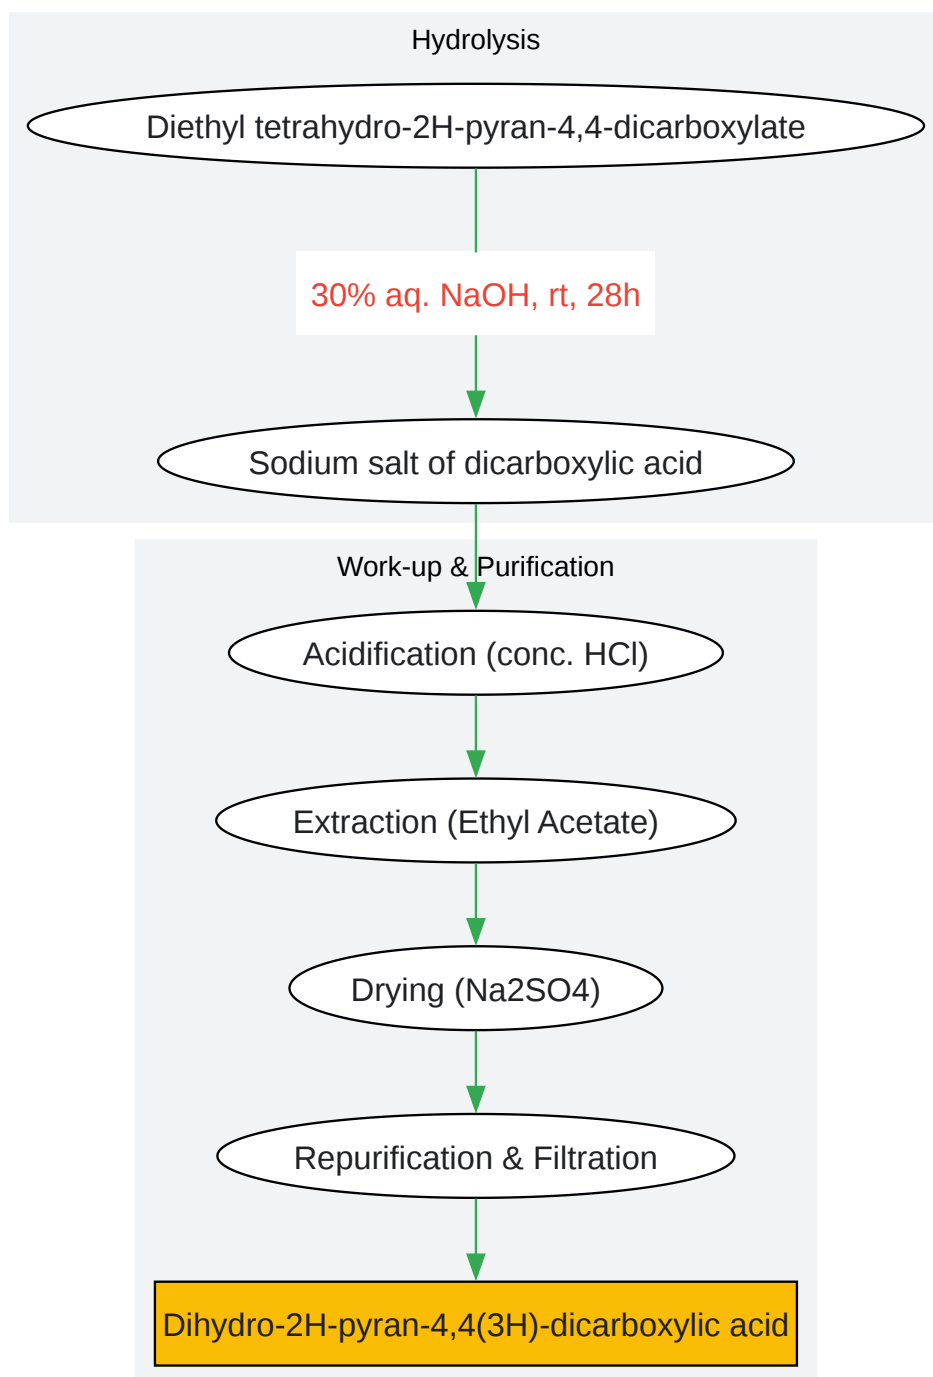 Hydrolysis
Diethyl tetrahydro-2H-pyran-4,4-dicarboxylate
30% aq. NaOH, rt, 28h
Sodium salt of dicarboxylic acid
Work-up & Purification
Acidification (conc. HCl)
Extraction (Ethyl Acetate)
Drying (Na2SO4)
Repurification & Filtration
Dihydro-2H-pyran-4,4(3H)-dicarboxylic acid